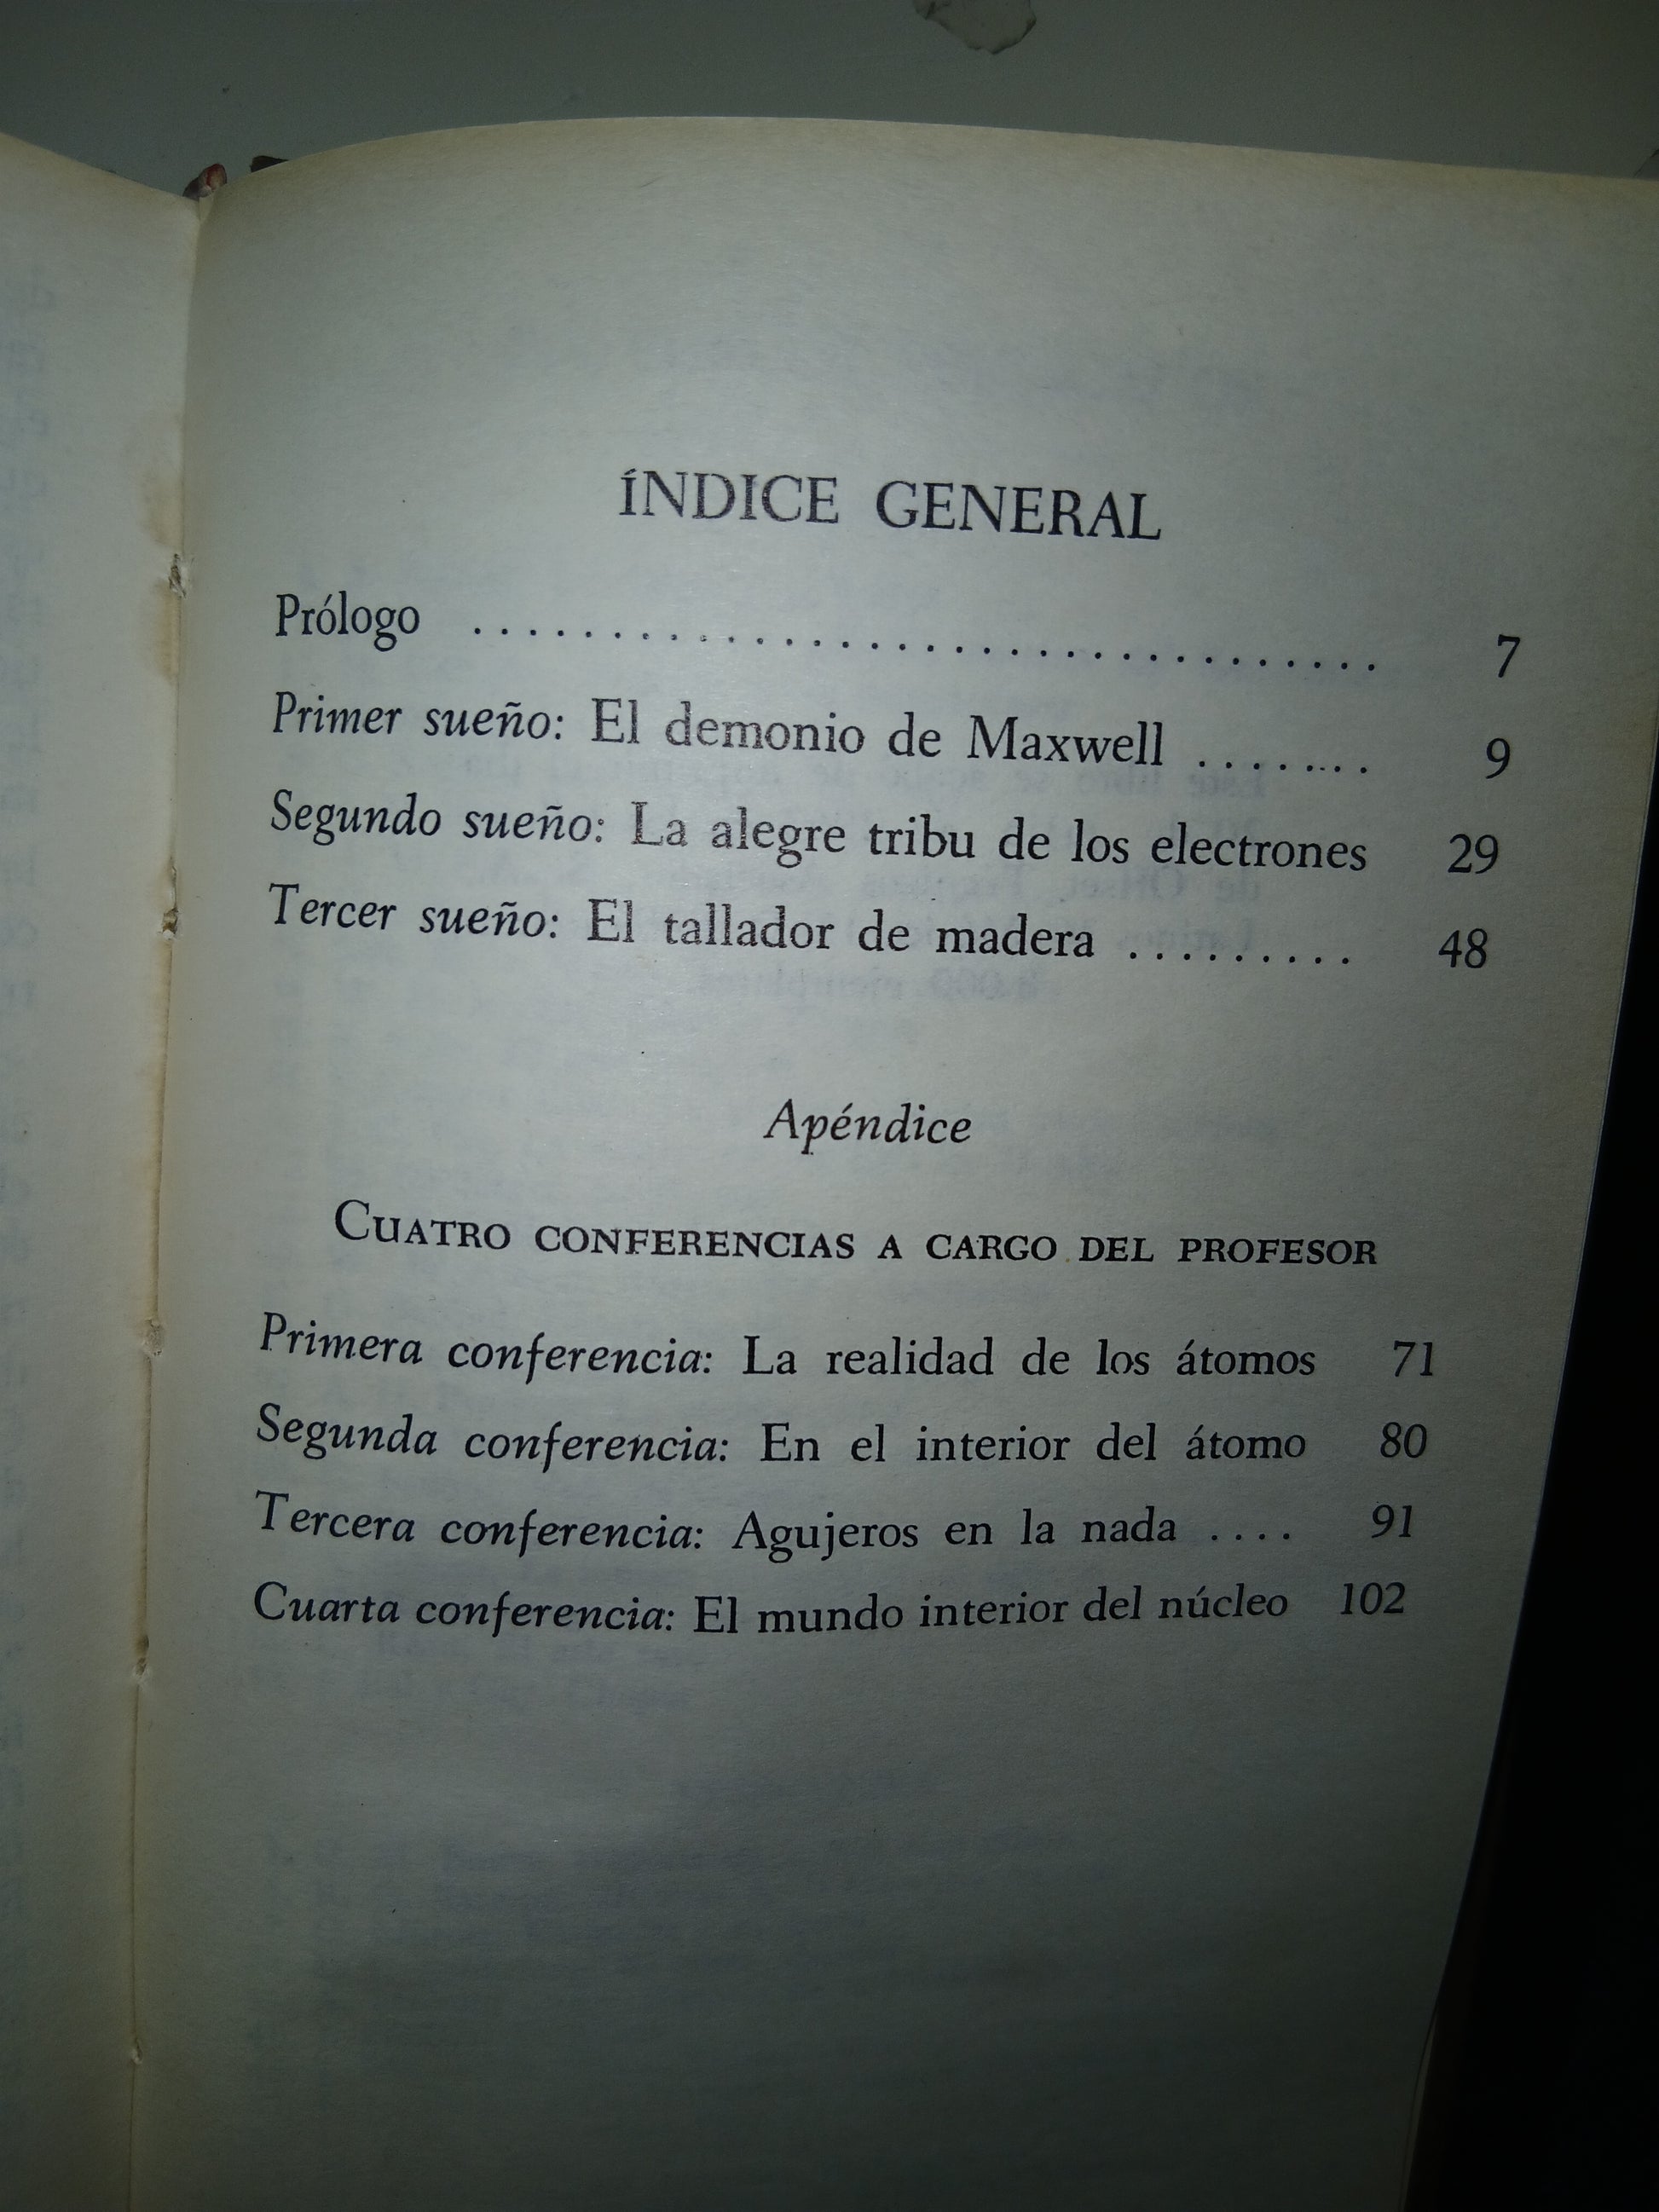 ÍNDICE GENERAL
Prólogo ................................. 7
Primer sueño: El demonio de Maxwell ....... 9
Segundo sueño: La alegre tribu de los electrones 29
Tercer sueño: El tallador de madera ......... 48
Apéndice
CUATRO CONFERENCIAS A CARGO DEL PROFESOR
Primera conferencia: La realidad de los átomos 71
Segunda conferencia: En el interior del átomo 80
Tercera conferencia: Agujeros en la nada .... 91
Cuarta conferencia: El mundo interior del núcleo 102